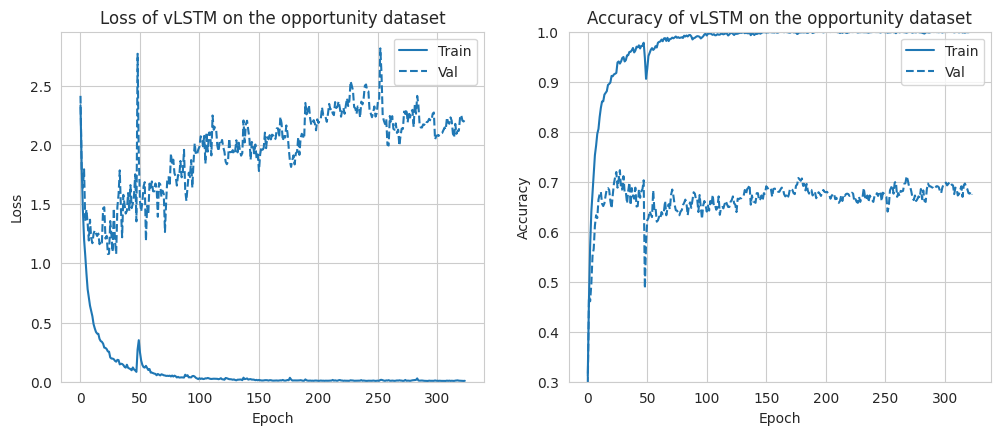 Loss of vLSTM on the opportunity dataset
Train
Val
2.5
2.0
1.5
1.0
0.5
0.0
Loss
0 50 100 150 200 250 300
Epoch
Accuracy of vLSTM on the opportunity dataset
Train
Val
1.0
0.9
0.8
0.7
0.6
0.5
0.4
0.3
Accuracy
0 50 100 150 200 250 300
Epoch